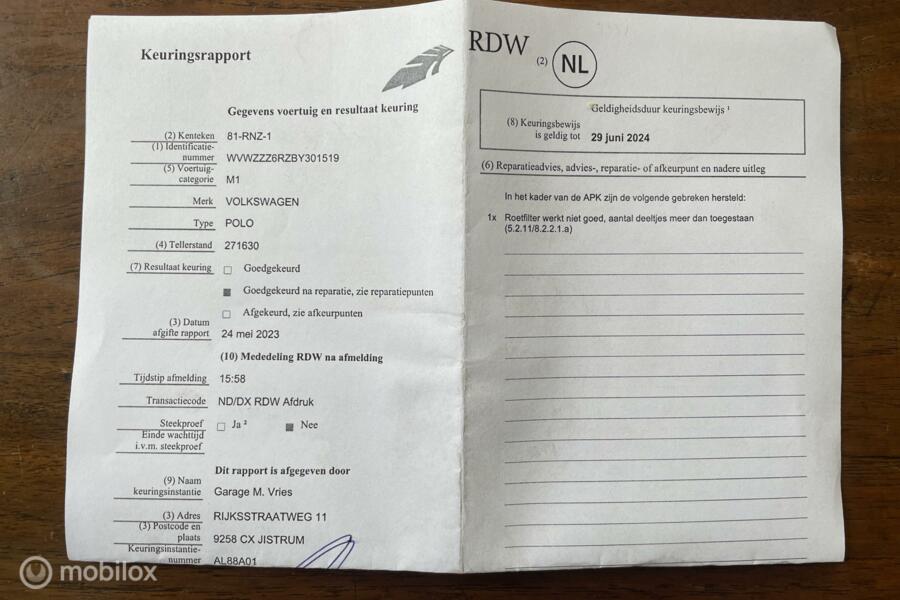 Keuringsrapport
Gegevens voertuig en resultaat keuring
(2) Kenteken 81-RNZ-1
(1) Identificatie-
nummer WVWZZZ6RZBY301519
(5) Voertuig-
categorie M1
Merk VOLKSWAGEN
Type POLO
(4) Tellerstand 271630
(7) Resultaat keuring Goedgekeurd
Goedgekeurd na reparatie, zie reparatiepunten
Afgekeurd, zie afkeurpunten
(3) Datum
afgifte rapport 24 mei 2023
(10) Mededeling RDW na afmelding
Tijdstip afmelding 15:58
Transactiecode ND/DX RDW Afdruk
Steekproef Ja ² Nee
Einde wachttijd
i.v.m. steekproef
Dit rapport is afgegeven door
(9) Naam
keuringsinstantie Garage M. Vries
(3) Adres RIJKSSTRAATWEG 11
(3) Postcode en
plaats 9258 CX JISTRUM
Keuringsinstantie-
nummer AL88A01
RDW (2) NL
Geldigheidsduur keuringsbewijs ¹
(8) Keuringsbewijs
is geldig tot 29 juni 2024
(6) Reparatieadvies, advies-, reparatie- of afkeurpunt en nadere uitleg
In het kader van de APK zijn de volgende gebreken hersteld:
1x Roetfilter werkt niet goed, aantal deeltjes meer dan toegestaan
(5.2.11/8.2.2.1.a)
mobilox